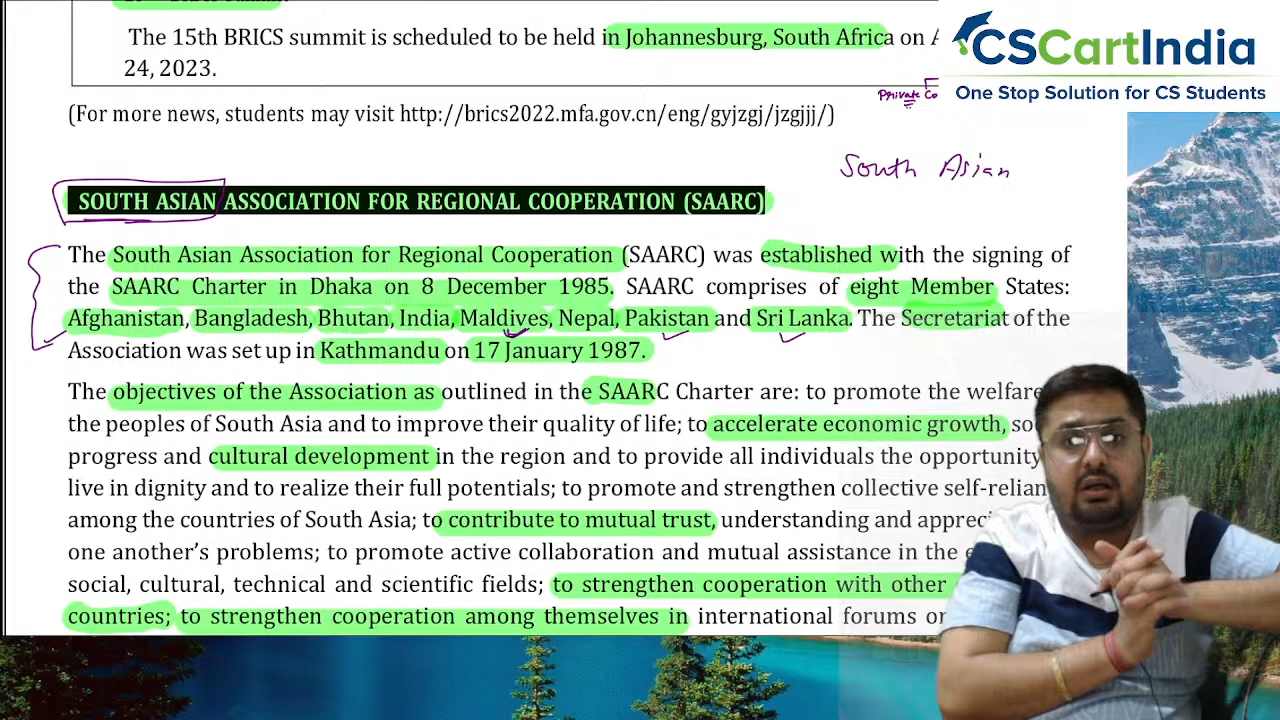 The 15th BRICS summit is scheduled to be held in Johannesburg, South Africa on A
24, 2023.
CSCartIndia
One Stop Solution for CS Students
Private Co
(For more news, students may visit http://brics2022.mfa.gov.cn/eng/gyjzgj/jzgjjj/)
South Asian
SOUTH ASIAN ASSOCIATION FOR REGIONAL COOPERATION (SAARC)
The South Asian Association for Regional Cooperation (SAARC) was established with the signing of
the SAARC Charter in Dhaka on 8 December 1985. SAARC comprises of eight Member States:
Afghanistan, Bangladesh, Bhutan, India, Maldives, Nepal, Pakistan and Sri Lanka. The Secretariat of the
Association was set up in Kathmandu on 17 January 1987.
The objectives of the Association as outlined in the SAARC Charter are: to promote the welfare
the peoples of South Asia and to improve their quality of life; to accelerate economic growth, so
progress and cultural development in the region and to provide all individuals the opportunity
live in dignity and to realize their full potentials; to promote and strengthen collective self-relian
among the countries of South Asia; to contribute to mutual trust, understanding and appreci
one another's problems; to promote active collaboration and mutual assistance in the e
social, cultural, technical and scientific fields; to strengthen cooperation with other
countries; to strengthen cooperation among themselves in international forums o